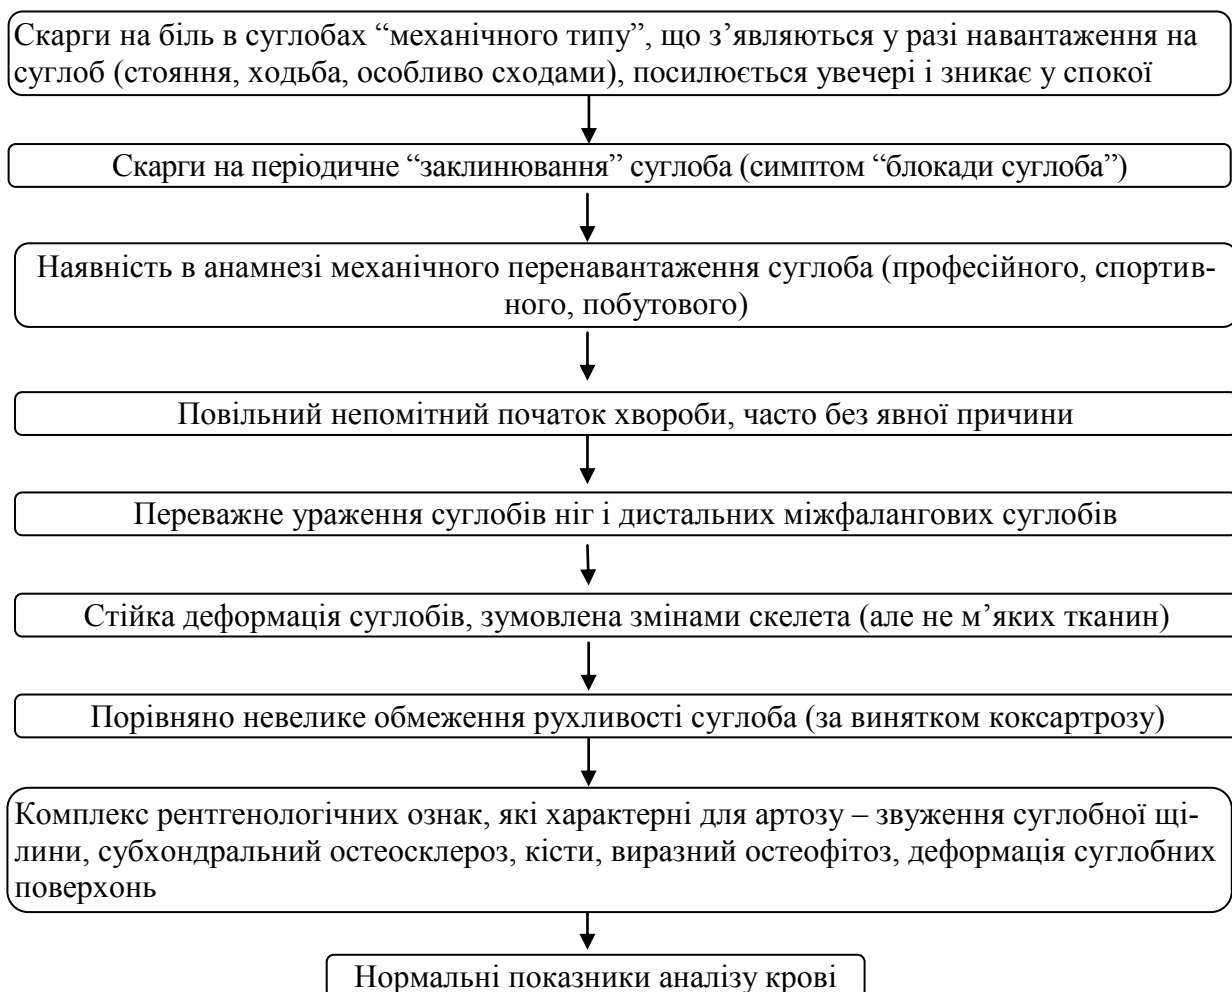 Скарги на біль в суглобах “механічного типу”, що з’являються у разі навантаження на
суглоб (стояння, ходьба, особливо сходами), посилюється увечері і зникає у спокої
Скарги на періодичне “заклинювання” суглоба (симптом “блокади суглоба”)
Наявність в анамнезі механічного перенавантаження суглоба (професійного, спортив-
ного, побутового)
Повільний непомітний початок хвороби, часто без явної причини
Переважне ураження суглобів ніг і дистальних міжфалангових суглобів
Стійка деформація суглобів, зумовлена змінами скелета (але не м’яких тканин)
Порівняно невелике обмеження рухливості суглоба (за винятком коксартрозу)
Комплекс рентгенологічних ознак, які характерні для артозу – звуження суглобної щі-
лини, субхондральний остеосклероз, кісти, виразний остеофітоз, деформація суглобних
поверхонь
Нормальні показники аналізу крові